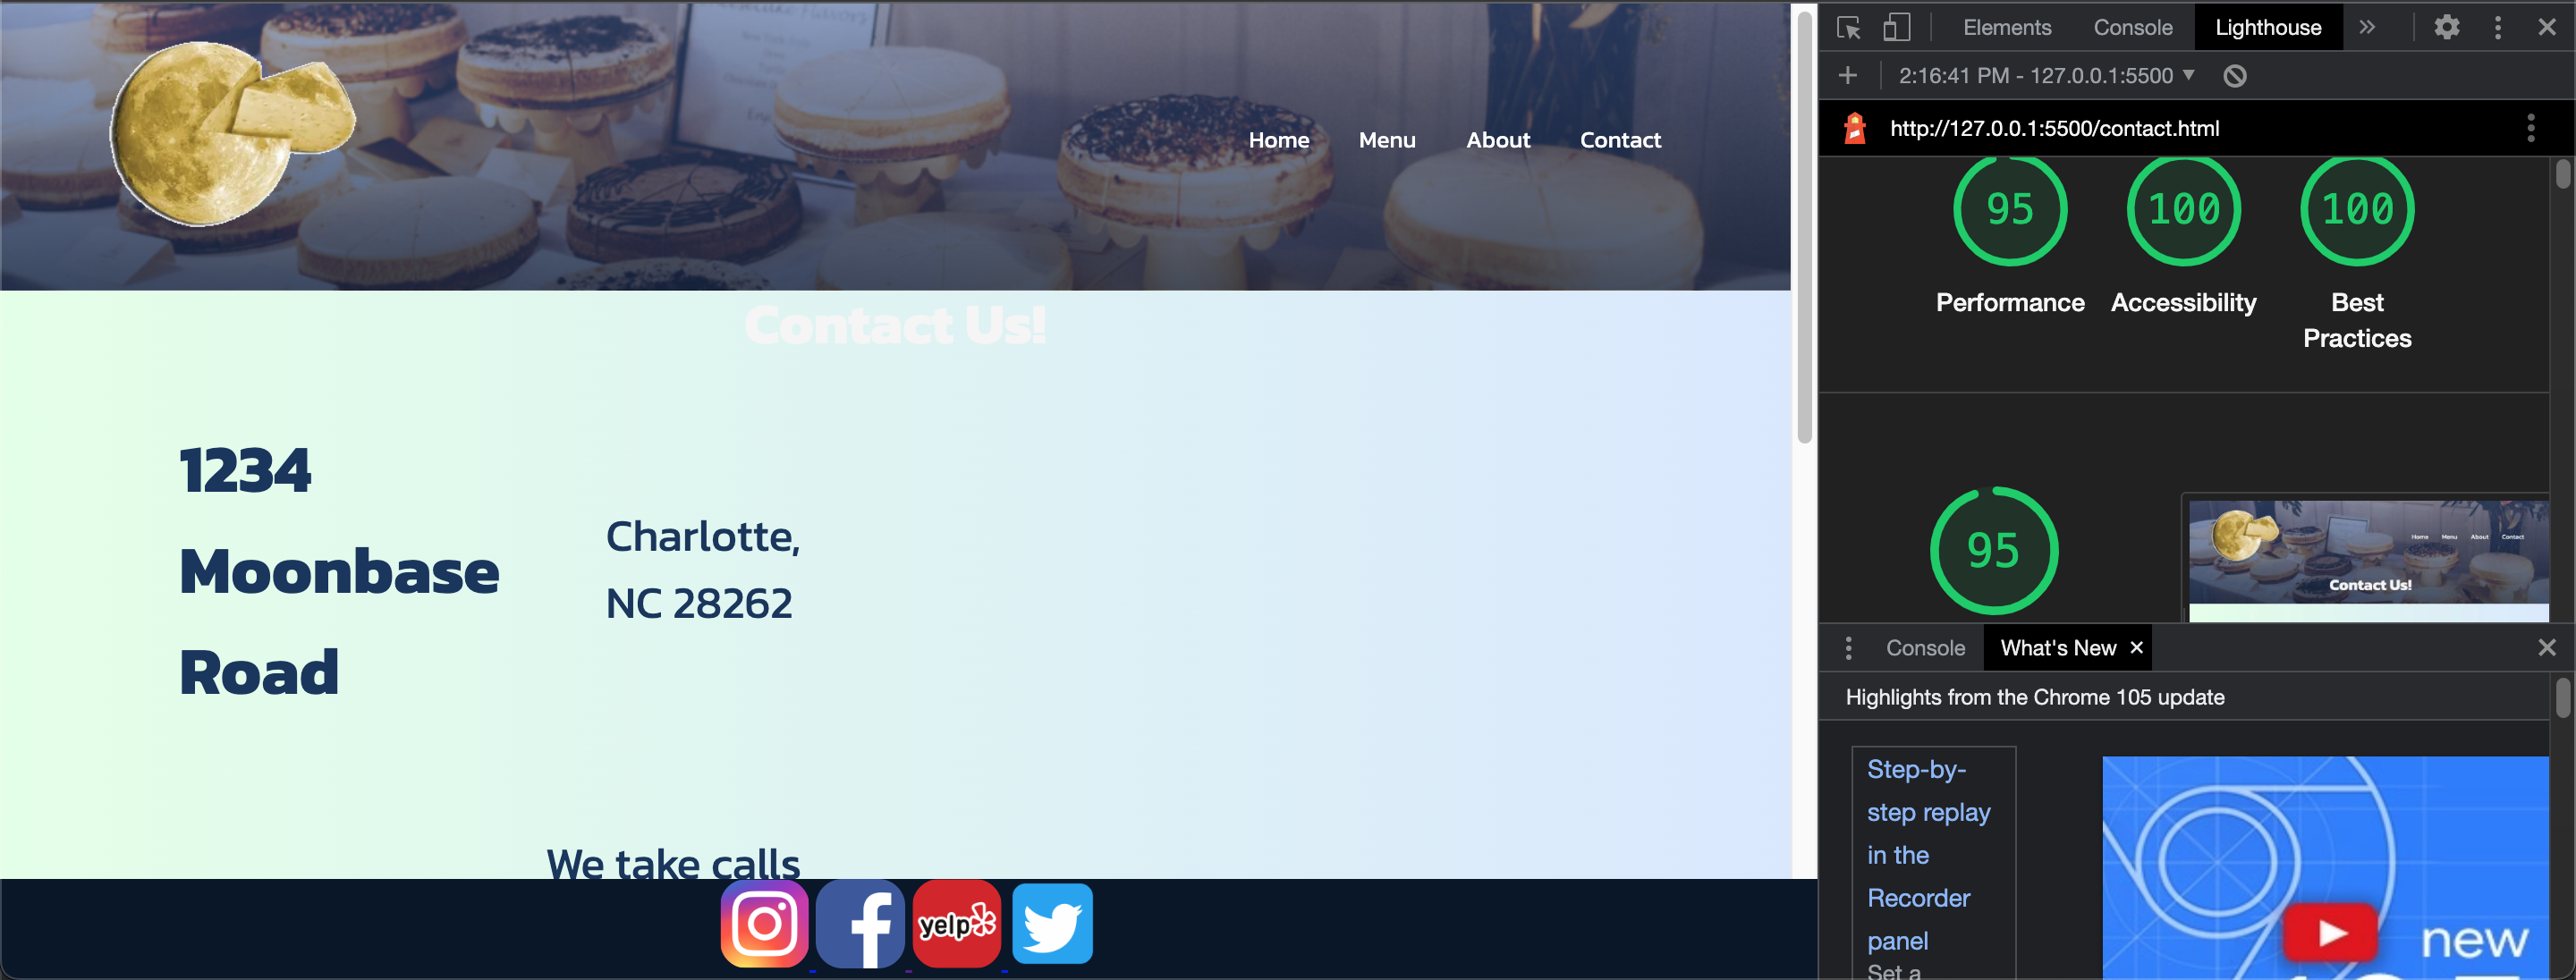 Home Menu About Contact
Contact Us!
1234
Moonbase
Road
Charlotte,
NC 28262
We take calls
yelp
Elements Console Lighthouse
2:16:41 PM - 127.0.0.1:5500
http://127.0.0.1:5500/contact.html
95 100 100
Performance Accessibility Best
Practices
95
Home Menu About Contact
Contact Us!
Console What's New
Highlights from the Chrome 105 update
Step-by-
step replay
in the
Recorder
panel
Set a
new